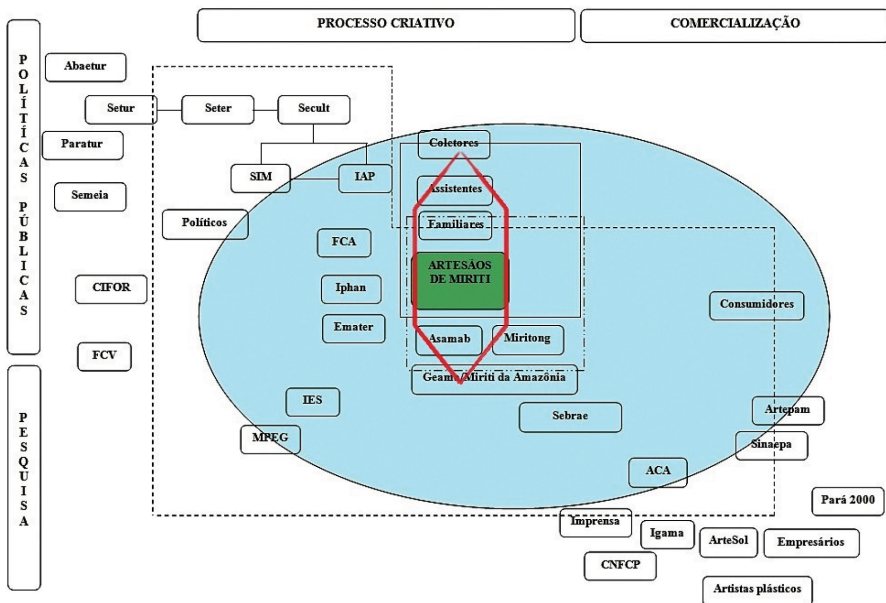 PROCESSO CRIATIVO
COMERCIALIZAÇÃO
POLÍTÍCAS PÚBLICAS
Abaetur
Setur
Seter
Secult
Paratur
Coletores
SIM
IAP
Assistentes
Semeia
Políticos
Familiares
FCA
ARTESÃOS
DE MIRITI
CIFOR
Iphan
Consumidores
Emater
Asamab
Miritong
FCV
Geama/Miriti da Amazônia
PESQUISA
IES
Sebrae
Artepam
MPEG
Sinaepa
ACA
Pará 2000
Imprensa
Igama
ArteSol
Empresários
CNFCP
Artistas plásticos